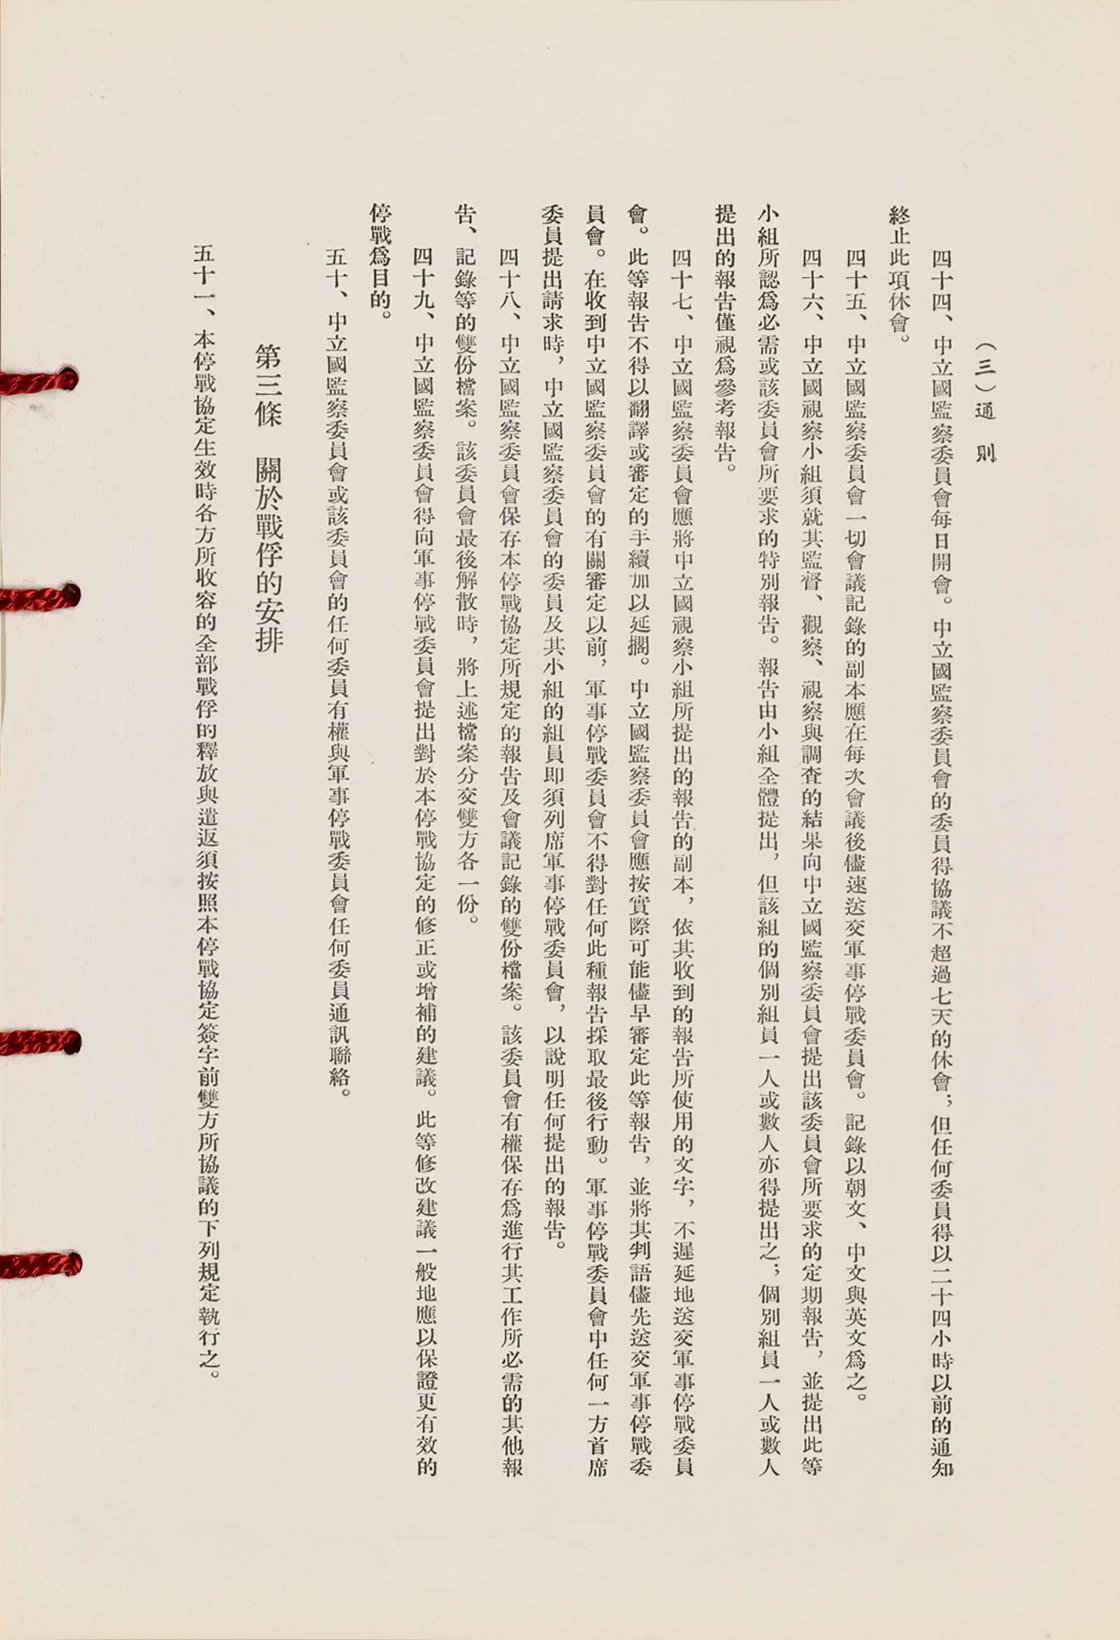 （三）通　則
四十四、中立國監察委員會每日開會。中立國監察委員會的委員得協議不超過七天的休會；但任何委員得以二十四小時以前的通知
終止此項休會。
四十五、中立國監察委員會一切會議記錄的副本應在每次會議後儘速送交軍事停戰委員會。記錄以朝文、中文與英文爲之。
四十六、中立國視察小組須就其監督、觀察、視察與調查的結果向中立國監察委員會提出該委員會所要求的定期報告，並提出此等
小組所認爲必需或該委員會所要求的特別報告。報告由小組全體提出，但該組的個別組員一人或數人亦得提出之；個別組員一人或數人
提出的報告僅視爲參考報告。
四十七、中立國監察委員會應將中立國視察小組所提出的報告的副本，依其收到的報告所使用的文字，不遲延地送交軍事停戰委員
會。此等報告不得以翻譯或審定的手續加以延擱。中立國監察委員會應按實際可能儘早審定此等報告，並將其判語儘先送交軍事停戰委
員會。在收到中立國監察委員會的有關審定以前，軍事停戰委員會不得對任何此種報告採取最後行動。軍事停戰委員會中任何一方首席
委員提出請求時，中立國監察委員會的委員及其小組的組員即須列席軍事停戰委員會，以說明任何提出的報告。
四十八、中立國監察委員會保存本停戰協定所規定的報告及會議記錄的雙份檔案。該委員會有權保存爲進行其工作所必需的其他報
告、記錄等的雙份檔案。該委員會最後解散時，將上述檔案分交雙方各一份。
四十九、中立國監察委員會得向軍事停戰委員會提出對於本停戰協定的修正或增補的建議。此等修改建議一般地應以保證更有效的
停戰爲目的。
五十、中立國監察委員會或該委員會的任何委員有權與軍事停戰委員會任何委員通訊聯絡。
第三條　關於戰俘的安排
五十一、本停戰協定生效時各方所收容的全部戰俘的釋放與遣返須按照本停戰協定簽字前雙方所協議的下列規定執行之。